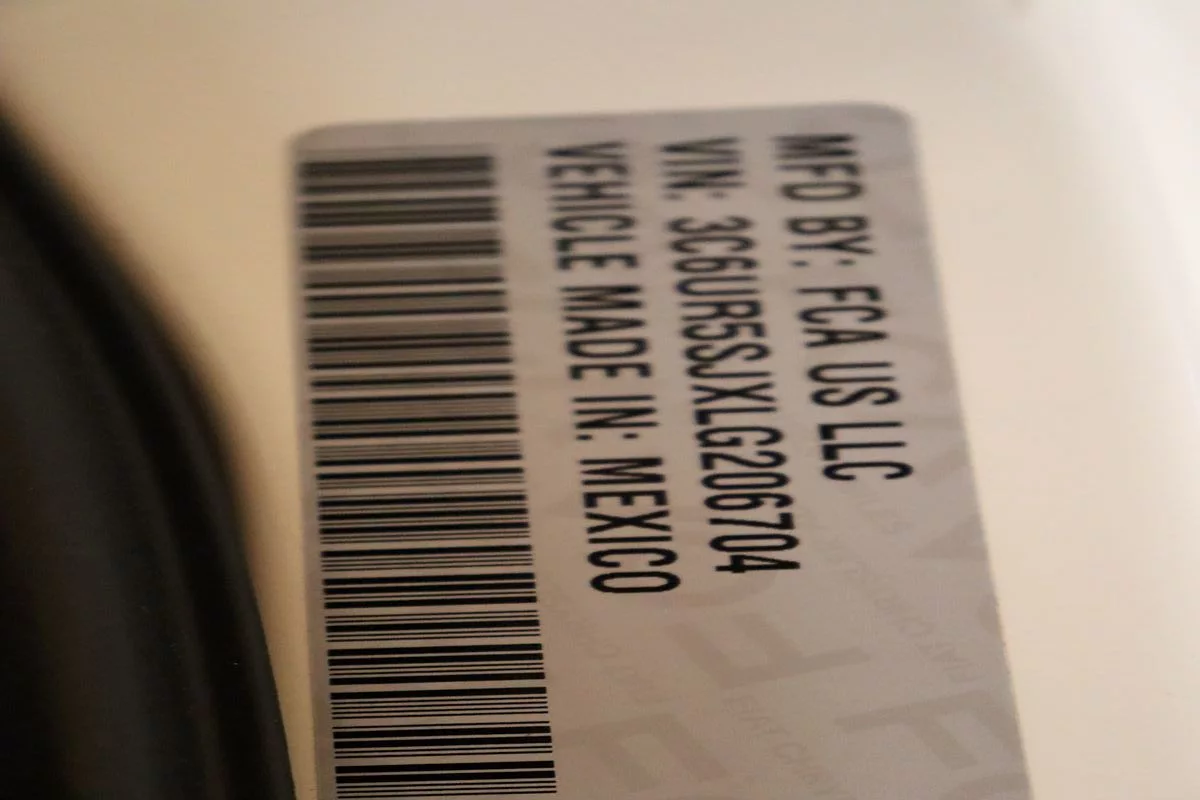 MFD BY: FCA US LLC
VIN: 3C6UR5SJXLG206704
VEHICLE MADE IN: MEXICO